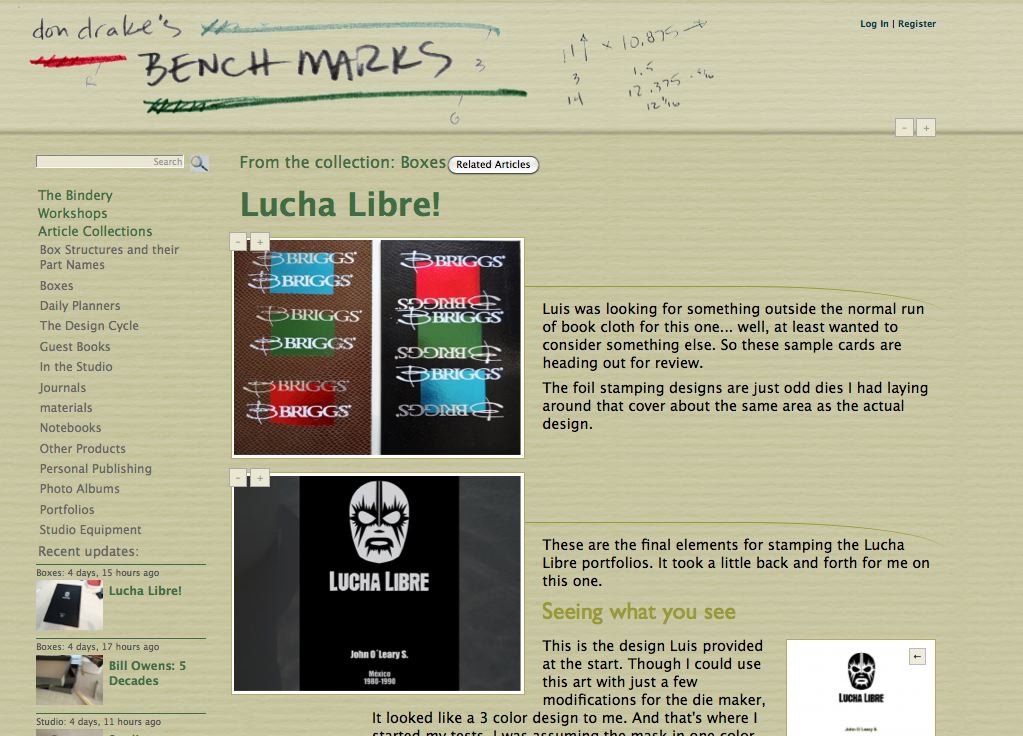 don drake's
BENCH MARKS
R
3
G
11 × 10.875
3 1.5
14 12.375
12 1/16
Log In | Register
- +
Search
The Bindery
Workshops
Article Collections
Box Structures and their
Part Names
Boxes
Daily Planners
The Design Cycle
Guest Books
In the Studio
Journals
materials
Notebooks
Other Products
Personal Publishing
Photo Albums
Portfolios
Studio Equipment
Recent updates:
Boxes: 4 days, 15 hours ago
Lucha Libre!
Boxes: 4 days, 17 hours ago
Bill Owens: 5
Decades
Studio: 4 days, 11 hours ago
From the collection: Boxes Related Articles
Lucha Libre!
- +
BRIGGS
BRIGGS
BRIGGS
BRIGGS
BRIGGS
BRIGGS
BRIGGS
BRIGGS
BRIGGS
BRIGGS
BRIGGS
BRIGGS
Luis was looking for something outside the normal run
of book cloth for this one... well, at least wanted to
consider something else. So these sample cards are
heading out for review.
The foil stamping designs are just odd dies I had laying
around that cover about the same area as the actual
design.
- +
LUCHA LIBRE
John O'Leary S.
México
1980-1990
These are the final elements for stamping the Lucha
Libre portfolios. It took a little back and forth for me on
this one.
Seeing what you see
This is the design Luis provided
at the start. Though I could use
this art with just a few
modifications for the die maker,
It looked like a 3 color design to me. And that's where I
started my tests. I was assuming the mask in one color
←
LUCHA LIBRE
John O'Leary S.